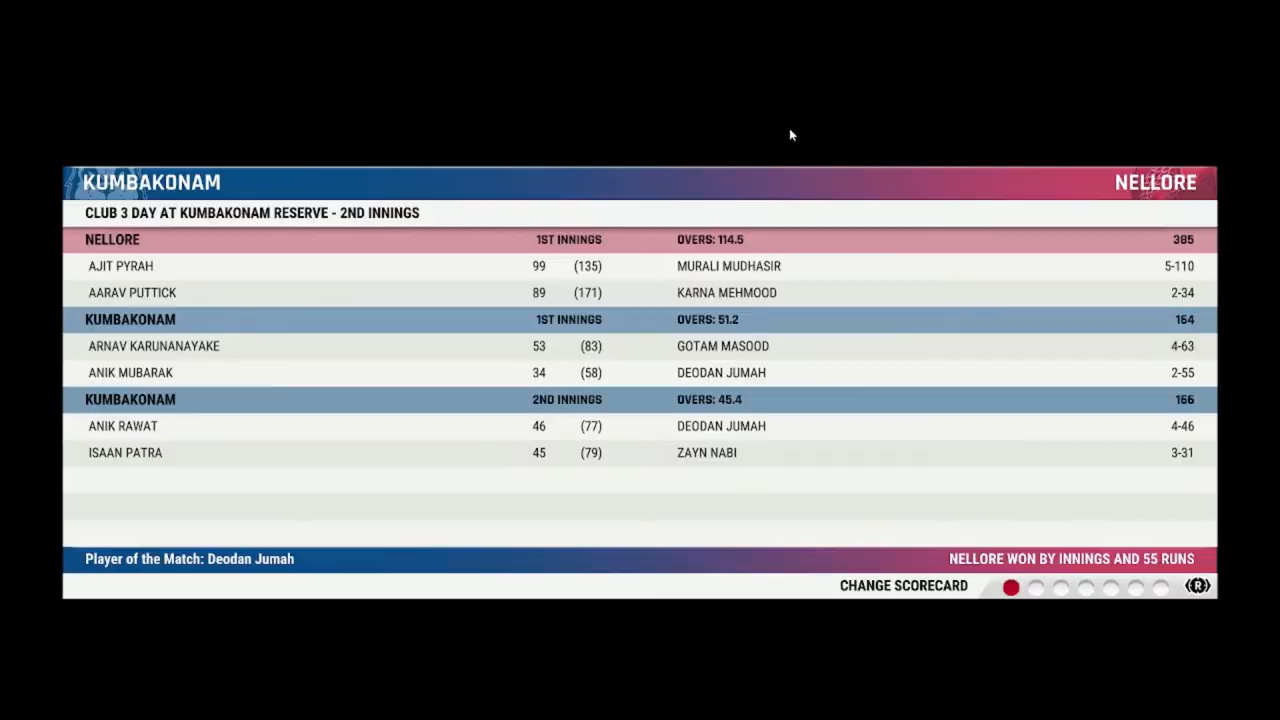 KUMBAKONAM NELLORE
CLUB 3 DAY AT KUMBAKONAM RESERVE - 2ND INNINGS
NELLORE 1ST INNINGS OVERS: 114.5 385
AJIT PYRAH 99 (135) MURALI MUDHASIR 5-110
AARAV PUTTICK 89 (171) KARNA MEHMOOD 2-34
KUMBAKONAM 1ST INNINGS OVERS: 51.2 164
ARNAV KARUNANAYAKE 53 (83) GOTAM MASOOD 4-63
ANIK MUBARAK 34 (58) DEODAN JUMAH 2-55
KUMBAKONAM 2ND INNINGS OVERS: 45.4 166
ANIK RAWAT 46 (77) DEODAN JUMAH 4-46
ISAAN PATRA 45 (79) ZAYN NABI 3-31
Player of the Match: Deodan Jumah NELLORE WON BY INNINGS AND 55 RUNS
CHANGE SCORECARD R